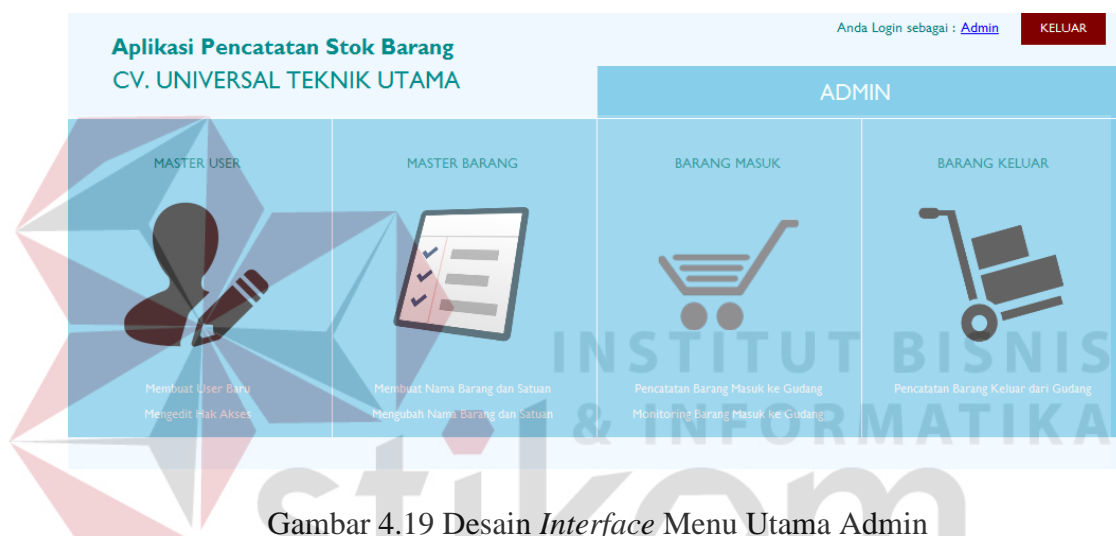 Anda Login sebagai : Admin
KELUAR
Aplikasi Pencatatan Stok Barang
CV. UNIVERSAL TEKNIK UTAMA
ADMIN
MASTER USER
MASTER BARANG
BARANG MASUK
BARANG KELUAR
Membuat User Baru
Mengedit Hak Akses
Membuat Nama Barang dan Satuan
Mengubah Nama Barang dan Satuan
Pencatatan Barang Masuk ke Gudang
Monitoring Barang Masuk ke Gudang
Pencatatan Barang Keluar dari Gudang
INSTITUT BISNIS
& INFORMATIKA
stikom
Gambar 4.19 Desain Interface Menu Utama Admin